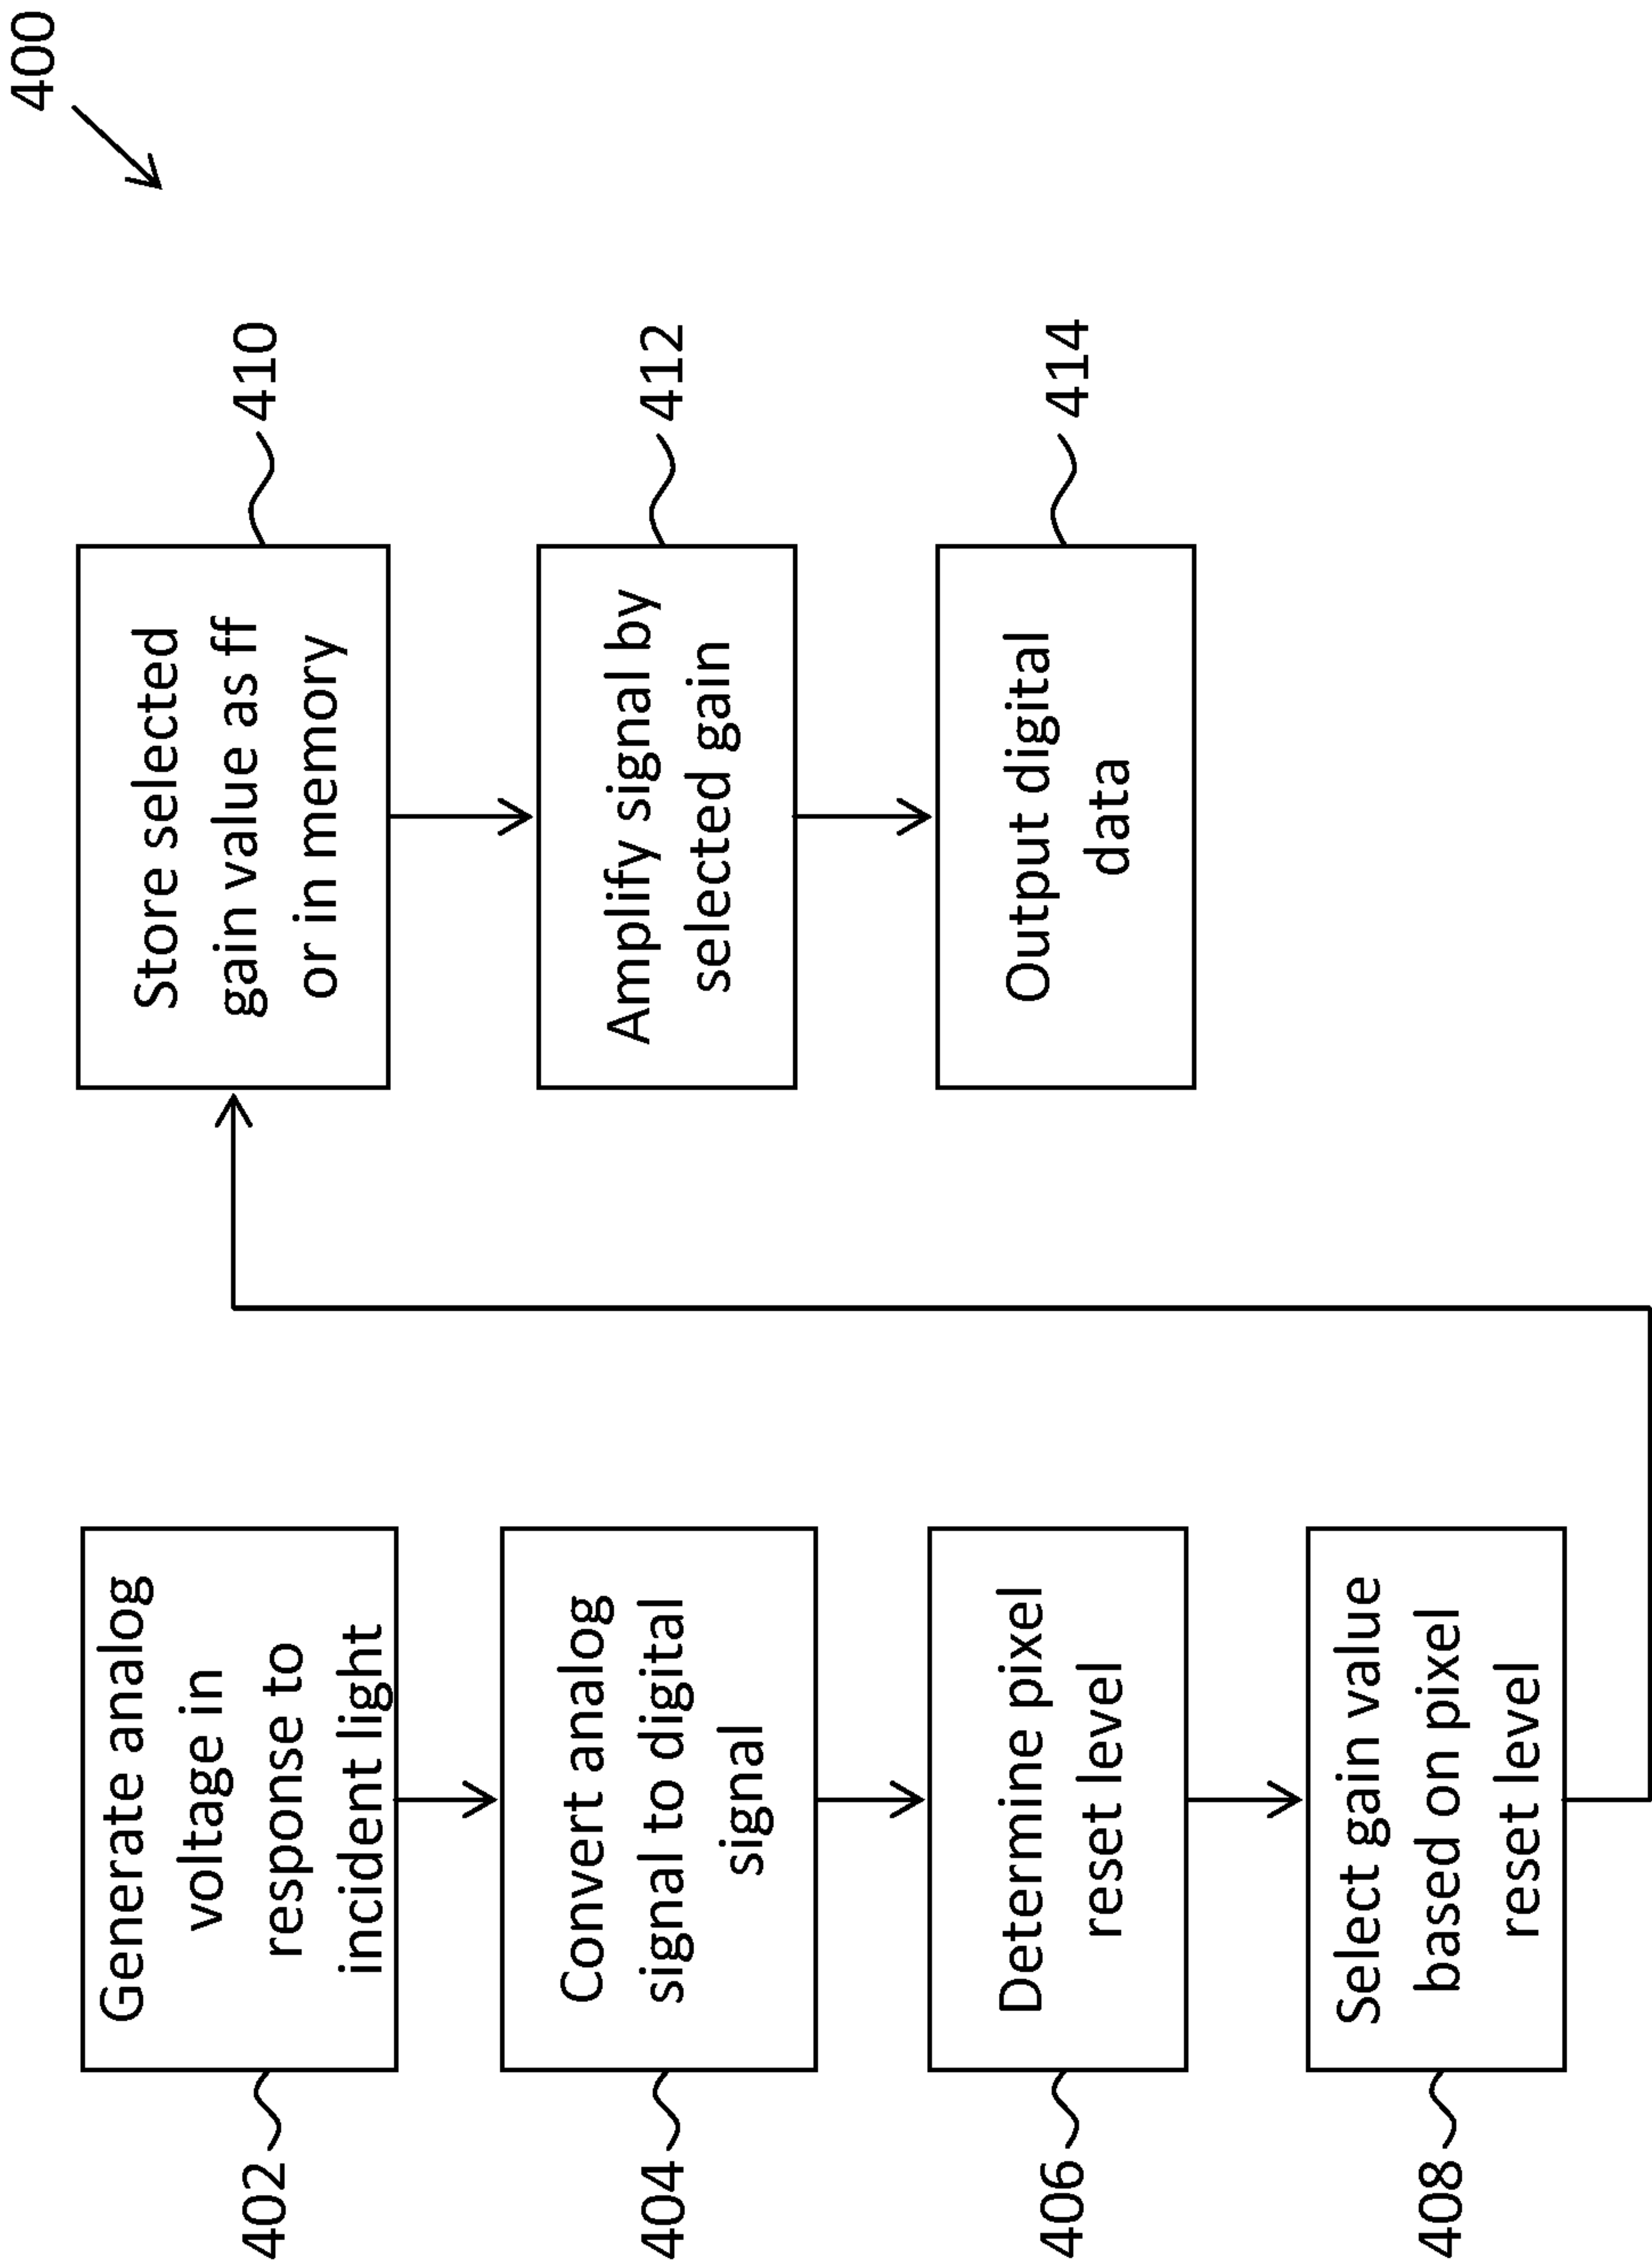 400
402
Generate analog
voltage in
response to
incident light
404
Convert analog
signal to digital
signal
406
Determine pixel
reset level
408
Select gain value
based on pixel
reset level
Store selected
gain value as ff
or in memory
410
Amplify signal by
selected gain
412
Output digital
data
414